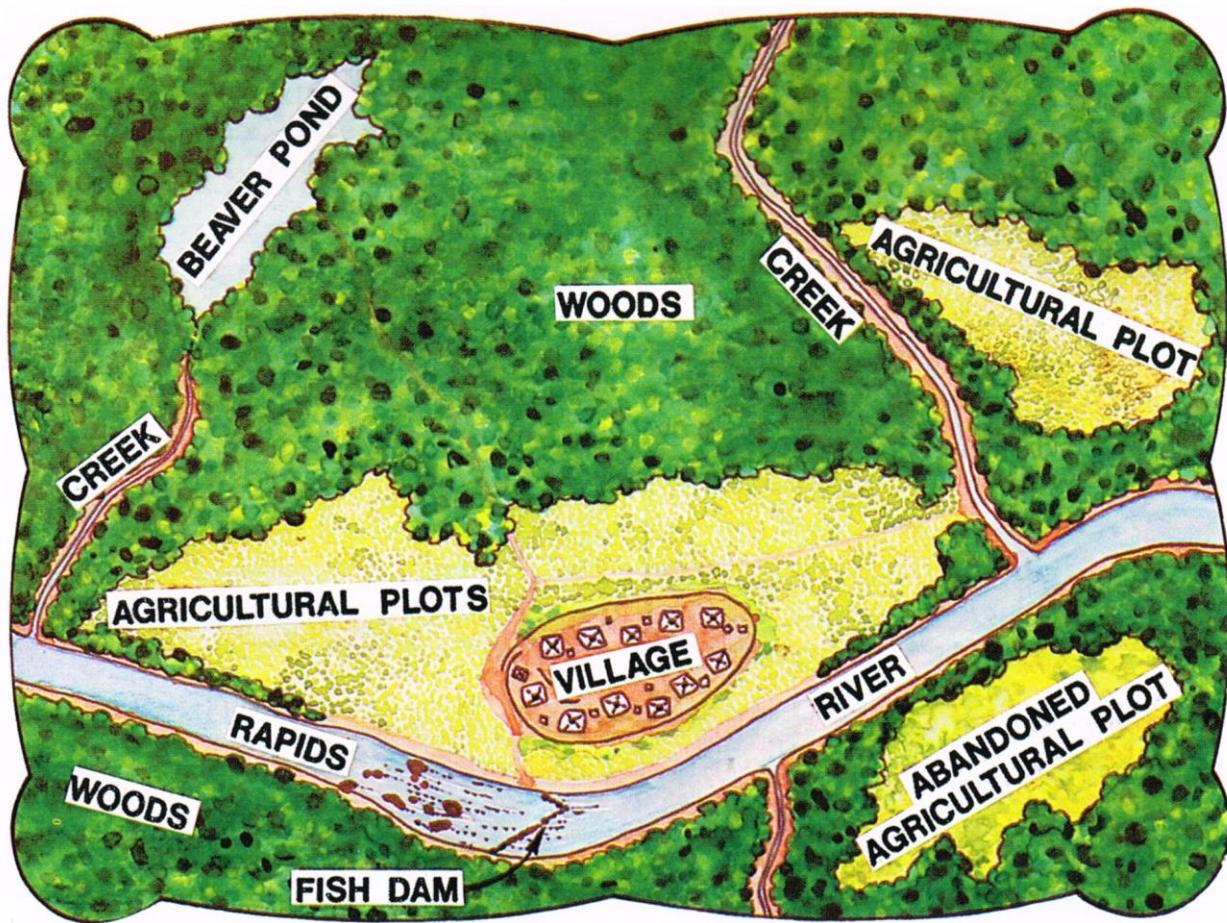 BEAVER POND
WOODS
CREEK
AGRICULTURAL PLOT
CREEK
AGRICULTURAL PLOTS
VILLAGE
RIVER
RAPIDS
ABANDONED
AGRICULTURAL PLOT
WOODS
FISH DAM